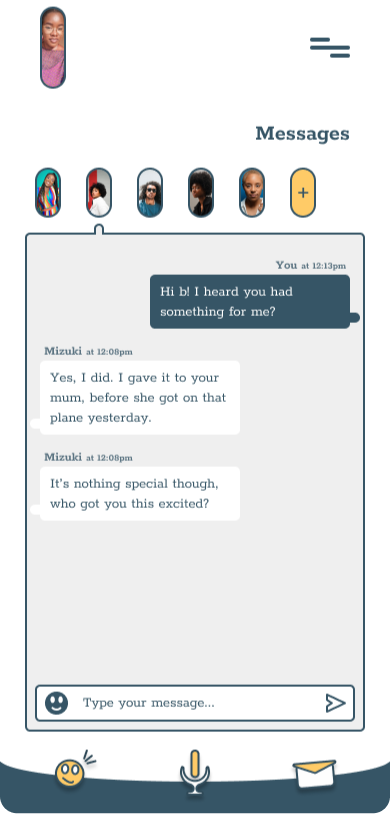 Messages
+
You at 12:13pm
Hi b! I heard you had
something for me?
Mizuki at 12:08pm
Yes, I did. I gave it to your
mum, before she got on that
plane yesterday.
Mizuki at 12:08pm
It's nothing special though,
who got you this excited?
Type your message...